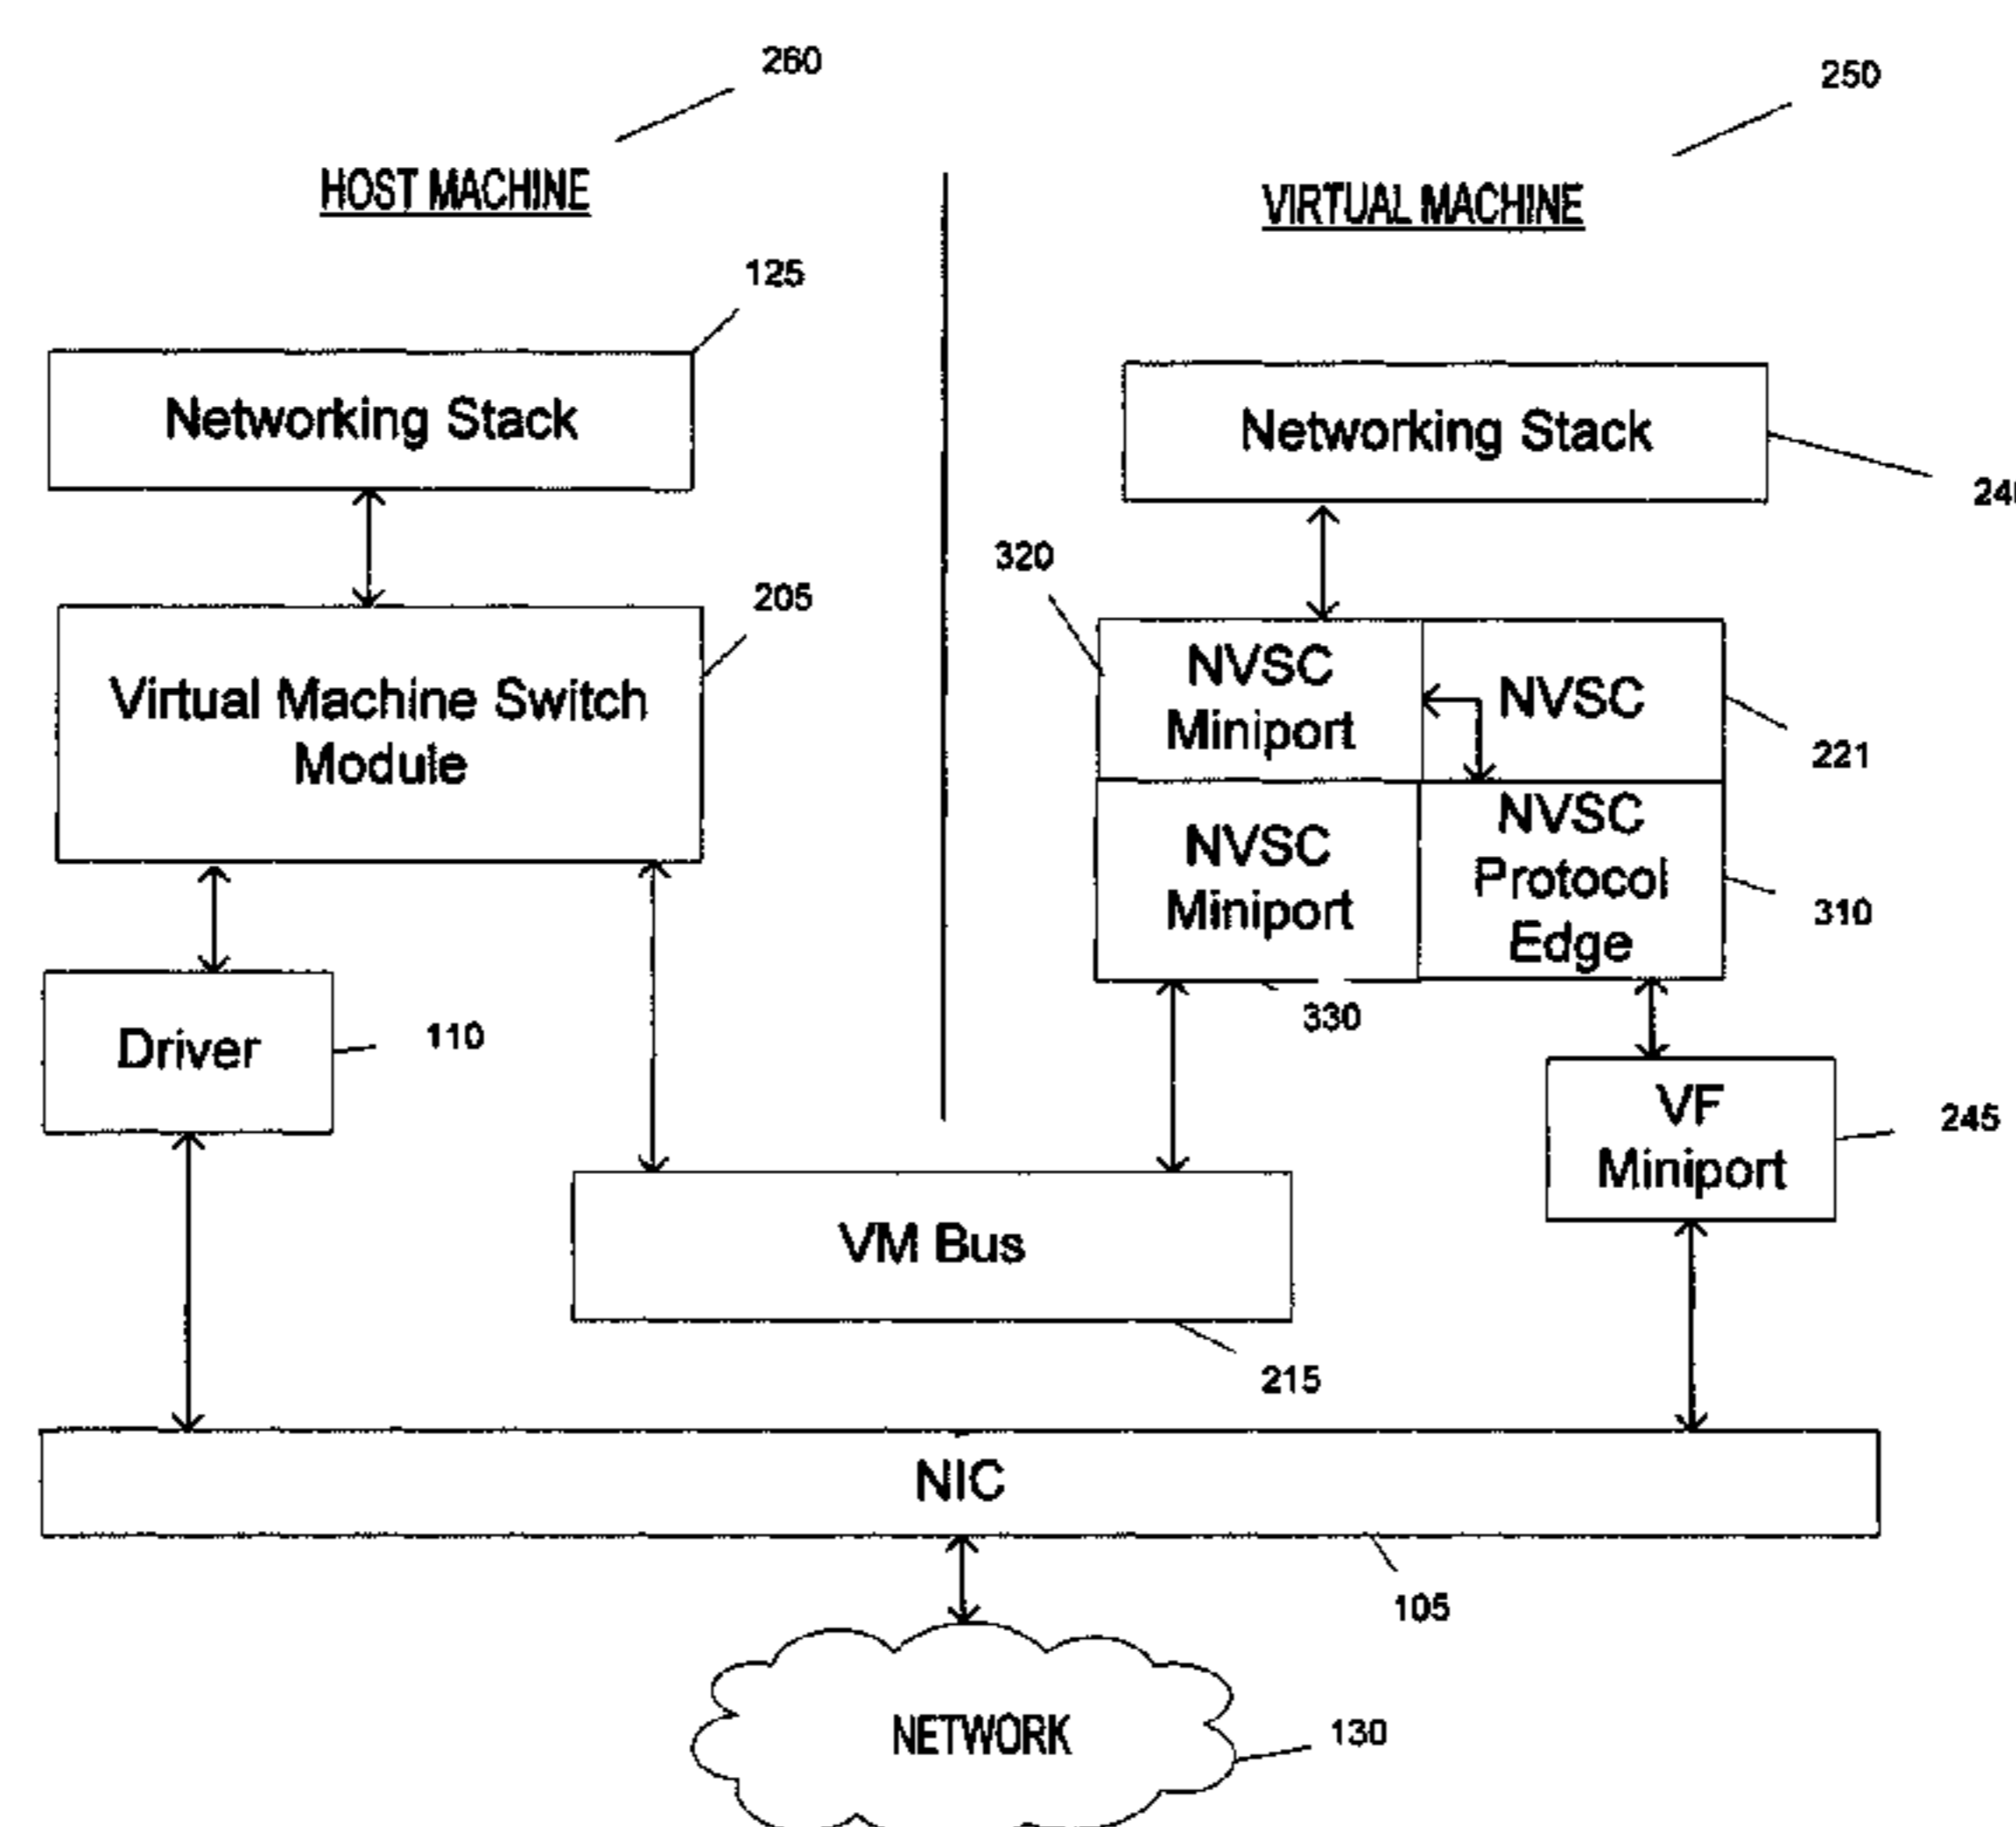 260
250
HOST MACHINE
VIRTUAL MACHINE
125
Networking Stack
Networking Stack
320
205
Virtual Machine Switch
Module
NVSC
Miniport
NVSC
221
NVSC
Miniport
NVSC
Protocol
Edge
310
330
Driver
110
VF
Miniport
245
VM Bus
215
NIC
105
NETWORK
130